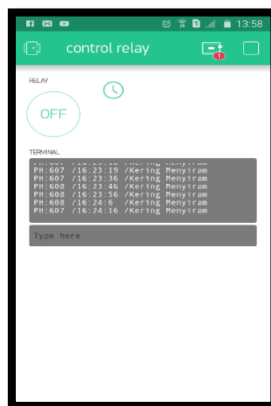 13:58
control relay
1
RELAY
OFF
TERMINAL
PH:607 /16:23:19 /Kering Menyiram
PH:607 /16:23:36 /Kering Menyiram
PH:608 /16:23:46 /Kering Menyiram
PH:608 /16:23:56 /Kering Menyiram
PH:608 /16:24:6 /Kering Menyiram
PH:607 /16:24:16 /Kering Menyiram
Type here